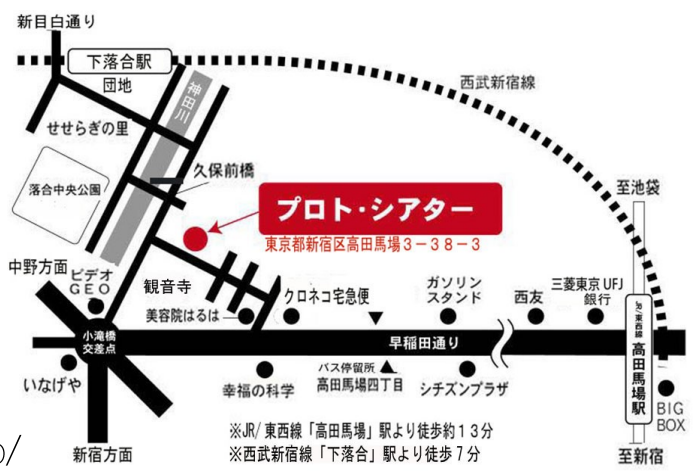 新目白通り
下落合駅
団地
せせらぎの里
神田川
西武新宿線
久保前橋
落合中央公園
プロト・シアター
東京都新宿区高田馬場3-38-3
至池袋
中野方面
ビデオ
GEO
観音寺
美容院はるは
クロネコ宅急便
ガソリン
スタンド
西友
三菱東京UFJ
銀行
小滝橋
交差点
早稲田通り
JR/東西線 高田馬場駅
いなげや
幸福の科学
バス停留所
高田馬場四丁目
シチズンプラザ
BIG
BOX
新宿方面
※JR/東西線「高田馬場」駅より徒歩約13分
※西武新宿線「下落合」駅より徒歩7分
至新宿